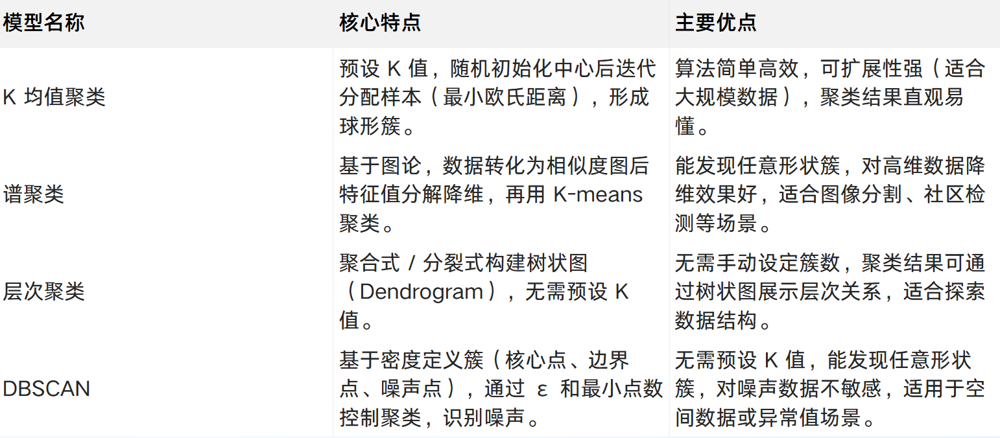 模型名称 核心特点 主要优点
K 均值聚类
预设 K 值，随机初始化中心后迭代
分配样本（最小欧氏距离），形成
球形簇。
算法简单高效，可扩展性强（适合
大规模数据），聚类结果直观易
懂。
谱聚类
基于图论，数据转化为相似度图后
特征值分解降维，再用 K-means
聚类。
能发现任意形状簇，对高维数据降
维效果好，适合图像分割、社区检
测等场景。
层次聚类
聚合式 / 分裂式构建树状图
（Dendrogram），无需预设 K
值。
无需手动设定簇数，聚类结果可通
过树状图展示层次关系，适合探索
数据结构。
DBSCAN
基于密度定义簇（核心点、边界
点、噪声点），通过 ε 和最小点数
控制聚类，识别噪声。
无需预设 K 值，能发现任意形状
簇，对噪声数据不敏感，适用于空
间数据或异常值场景。